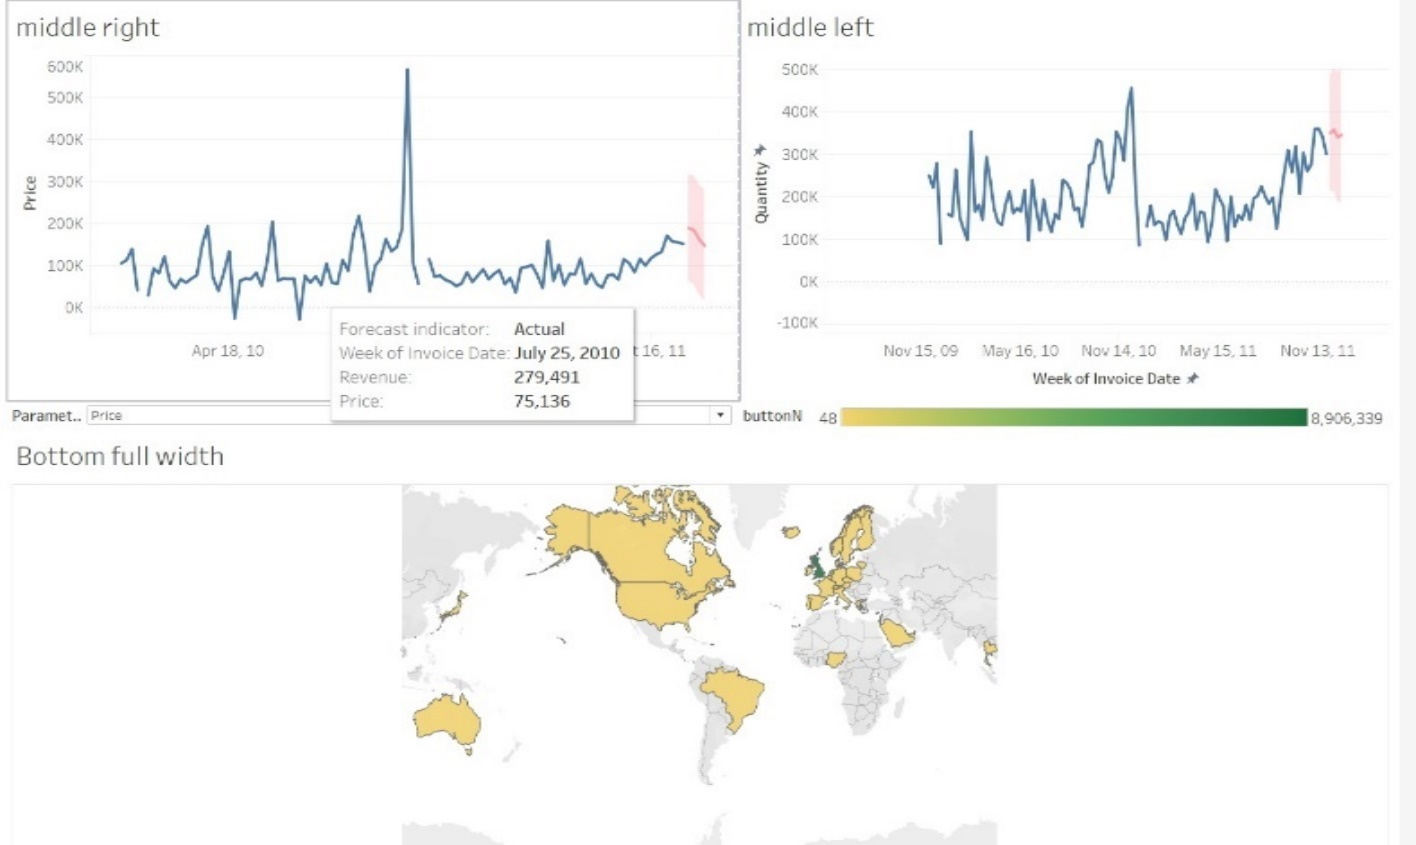 middle right
600K
500K
400K
300K
200K
100K
0K
Price
Apr 18, 10
t 16, 11
Forecast indicator: Actual
Week of Invoice Date: July 25, 2010
Revenue: 279,491
Price: 75,136
middle left
500K
400K
300K
200K
100K
0K
-100K
Quantity
Nov 15, 09 May 16, 10 Nov 14, 10 May 15, 11 Nov 13, 11
Week of Invoice Date
Paramet.. Price
buttonN 48 8,906,339
Bottom full width